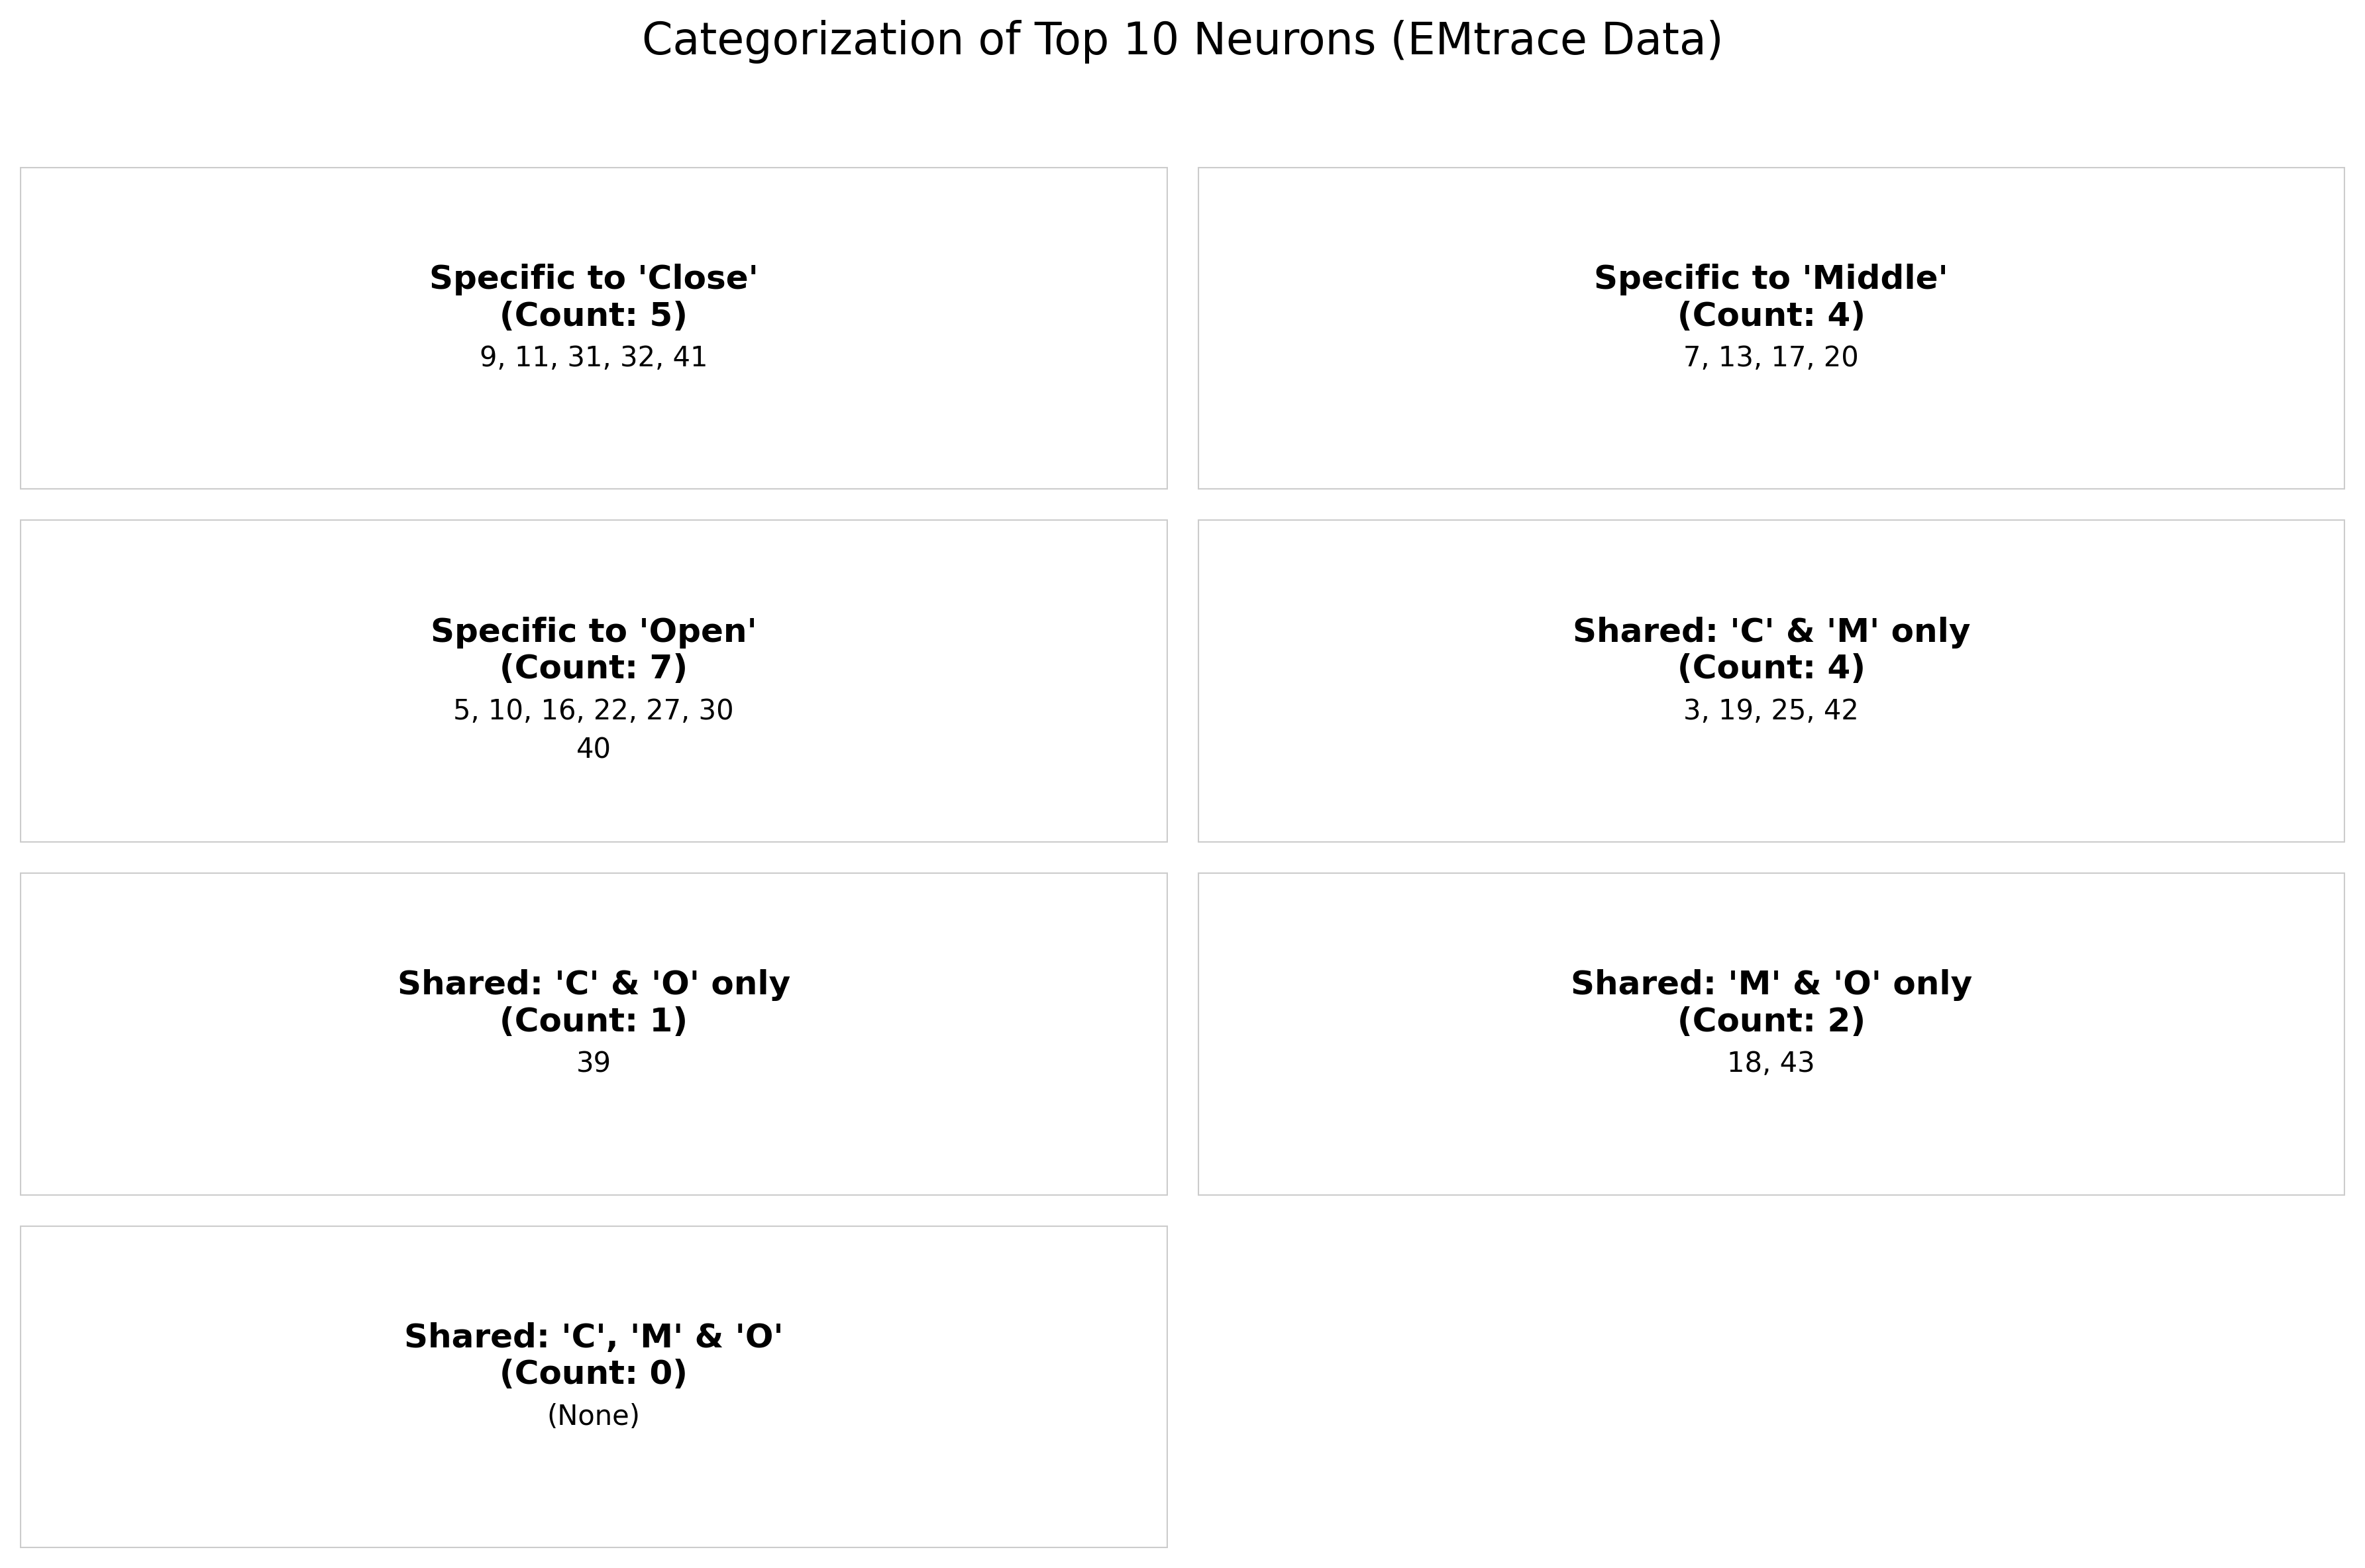 Categorization of Top 10 Neurons (EMtrace Data)
Specific to 'Close'
(Count: 5)
9, 11, 31, 32, 41
Specific to 'Middle'
(Count: 4)
7, 13, 17, 20
Specific to 'Open'
(Count: 7)
5, 10, 16, 22, 27, 30
40
Shared: 'C' & 'M' only
(Count: 4)
3, 19, 25, 42
Shared: 'C' & 'O' only
(Count: 1)
39
Shared: 'M' & 'O' only
(Count: 2)
18, 43
Shared: 'C', 'M' & 'O'
(Count: 0)
(None)